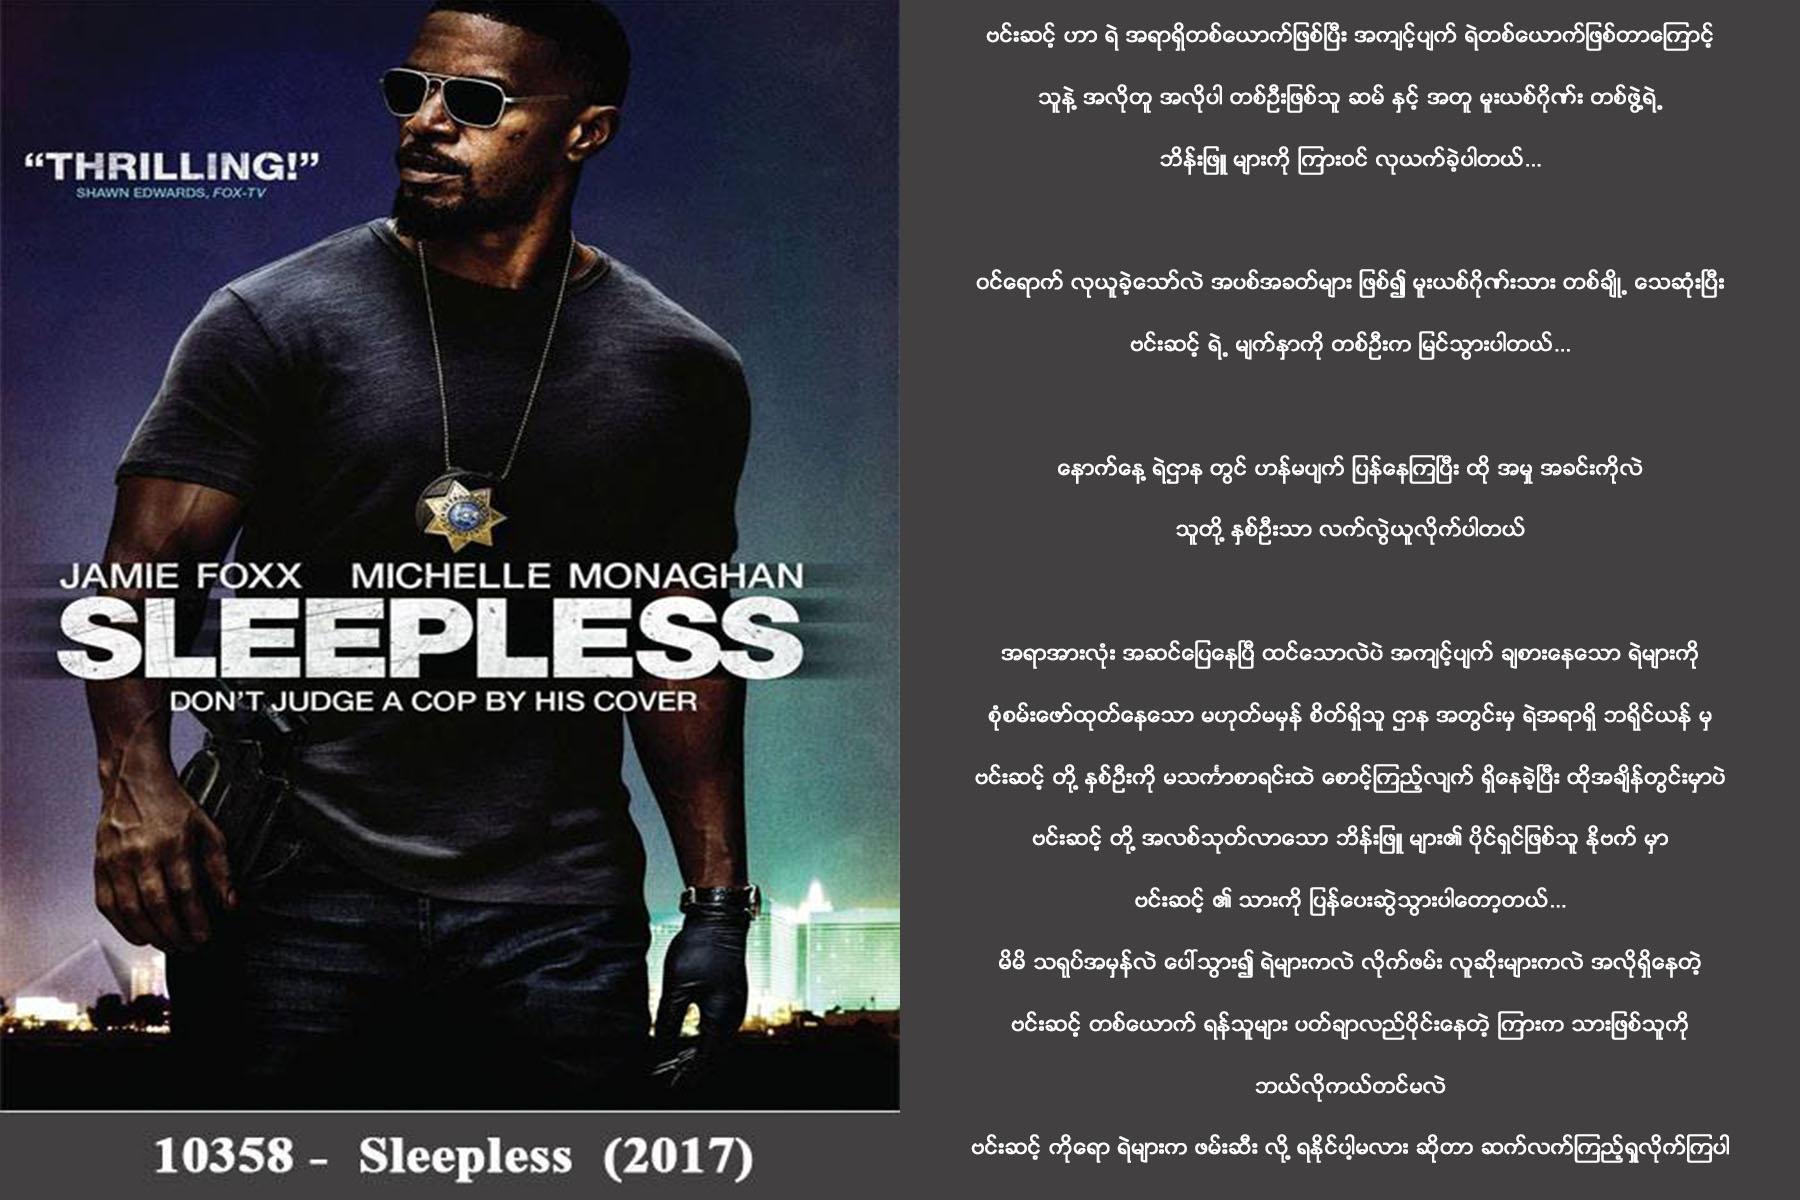 “THRILLING!”
SHAWN EDWARDS, FOX-TV
JAMIE FOXX MICHELLE MONAGHAN
SLEEPLESS
DON'T JUDGE A COP BY HIS COVER
10358 - Sleepless (2017)
ဗင်းဆင့် ဟာ ရဲ အရာရှိတစ်ယောက်ဖြစ်ပြီး အကျင့်ပျက် ရဲတစ်ယောက်ဖြစ်တာကြောင့်
သူနဲ့ အလိုတူ အလိုပါ တစ်ဦးဖြစ်သူ ဆမ် နှင့် အတူ မူးယစ်ဂိုဏ်း တစ်ဖွဲ့ရဲ့
ဘိန်းဖြူ များကို ကြားဝင် လုယက်ခဲ့ပါတယ်...
ဝင်ရောက် လုယူခဲ့သော်လဲ အပစ်အခတ်များ ဖြစ်၍ မူးယစ်ဂိုဏ်းသား တစ်ချို့ သေဆုံးပြီး
ဗင်းဆင့် ရဲ့ မျက်နှာကို တစ်ဦးက မြင်သွားပါတယ်...
နောက်နေ့ ရဲဌာန တွင် ဟန်မပျက် ပြန်နေကြပြီး ထို အမှု အခင်းကိုလဲ
သူတို့ နှစ်ဦးသာ လက်လွှဲယူလိုက်ပါတယ်
အရာအားလုံး အဆင်ပြေနေပြီ ထင်သောလဲပဲ အကျင့်ပျက် ချစားနေသော ရဲများကို
စုံစမ်းဖော်ထုတ်နေသော မဟုတ်မမှန် စိတ်ရှိသူ ဌာန အတွင်းမှ ရဲအရာရှိ ဘရိုင်ယန် မှ
ဗင်းဆင့် တို့ နှစ်ဦးကို မသင်္ကာစာရင်းထဲ စောင့်ကြည့်လျက် ရှိနေခဲ့ပြီး ထိုအချိန်တွင်းမှာပဲ
ဗင်းဆင့် တို့ အလစ်သုတ်လာသော ဘိန်းဖြူ များ၏ ပိုင်ရှင်ဖြစ်သူ နိုဗက် မှာ
ဗင်းဆင့် ၏ သားကို ပြန်ပေးဆွဲသွားပါတော့တယ်...
မိမိ သရုပ်အမှန်လဲ ပေါ်သွား၍ ရဲများကလဲ လိုက်ဖမ်း လူဆိုးများကလဲ အလိုရှိနေတဲ့
ဗင်းဆင့် တစ်ယောက် ရန်သူများ ပတ်ချာလည်ဝိုင်းနေတဲ့ ကြားက သားဖြစ်သူကို
ဘယ်လိုကယ်တင်မလဲ
ဗင်းဆင့် ကိုရော ရဲများက ဖမ်းဆီး လို့ ရနိုင်ပါ့မလား ဆိုတာ ဆက်လက်ကြည့်ရှုလိုက်ကြပါ